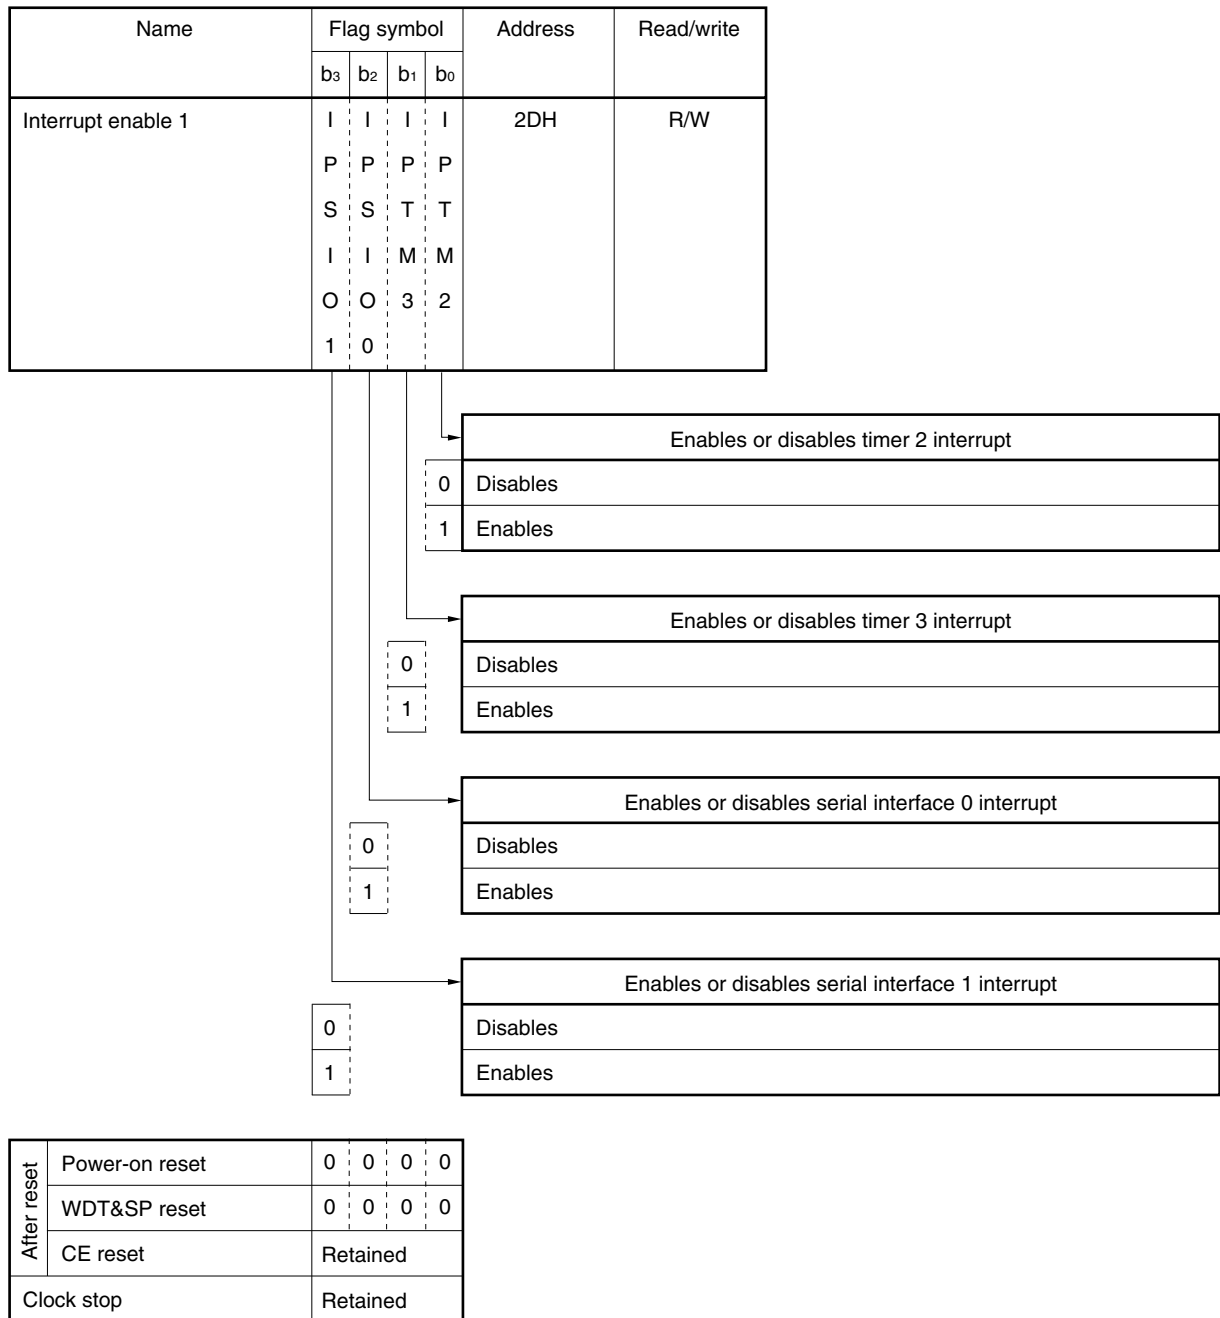 Name Flag symbol Address Read/write
b3 b2 b1 b0
Interrupt enable 1 I I I I 2DH R/W
P P P P
S S T T
I I M M
O O 3 2
1 0
Enables or disables timer 2 interrupt
0 Disables
1 Enables
Enables or disables timer 3 interrupt
0 Disables
1 Enables
Enables or disables serial interface 0 interrupt
0 Disables
1 Enables
Enables or disables serial interface 1 interrupt
0 Disables
1 Enables
After reset
Power-on reset 0 0 0 0
WDT&SP reset 0 0 0 0
CE reset Retained
Clock stop Retained